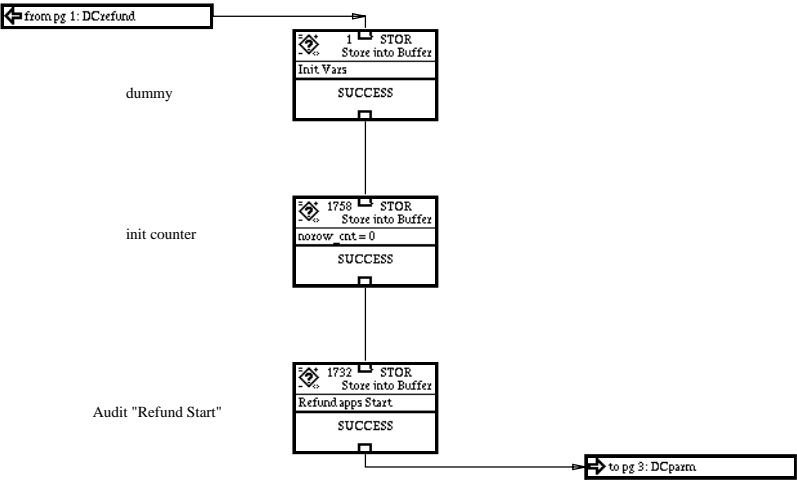 from pg 1: DCrefund
1 STOR
Store into Buffer
Init Vars
SUCCESS
dummy
1758 STOR
Store into Buffer
norow_cnt = 0
SUCCESS
init counter
1732 STOR
Store into Buffer
Refund apps Start
SUCCESS
Audit "Refund Start"
to pg 3: DCparm